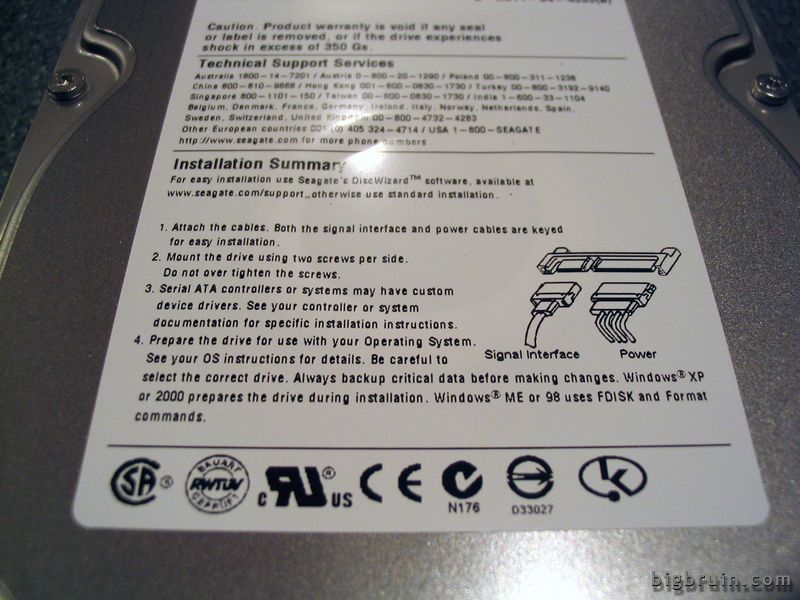 Caution. Product warranty is void if any seal
or label is removed, or if the drive experiences
shock in excess of 350 Gs.
Technical Support Services
Australia 1800-14-7201 / Austria 0-800-20-1290 / Poland 00-800-311-1238
China 800-810-9668 / Hong Kong 001-800-0830-1730 / Turkey 00-800-3192-9140
Singapore 800-1101-150 / Taiwan 00-800-0830-1730 / India 1-600-33-1104
Belgium, Denmark, France, Germany, Ireland, Italy, Norway, Netherlands, Spain,
Sweden, Switzerland, United Kingdom 00-800-4732-4283
Other European countries 001 (0) 405 324-4714 / USA 1-800-SEAGATE
http://www.seagate.com for more phone numbers
Installation Summary
For easy installation use Seagate's DiscWizard™ software, available at
www.seagate.com/support,,otherwise use standard installation.
1. Attach the cables. Both the signal interface and power cables are keyed
for easy installation.
2. Mount the drive using two screws per side.
Do not over tighten the screws.
3. Serial ATA controllers or systems may have custom
device drivers. See your controller or system
documentation for specific installation instructions.
4. Prepare the drive for use with your Operating System.
See your OS instructions for details. Be careful to
select the correct drive. Always backup critical data before making changes. Windows® XP
or 2000 prepares the drive during installation. Windows® ME or 98 uses FDISK and Format
commands.
Signal Interface Power
SA ® BAUART RWTUV GEPRÜFT c RU ® US CE N176 D33027
bigbruin.com